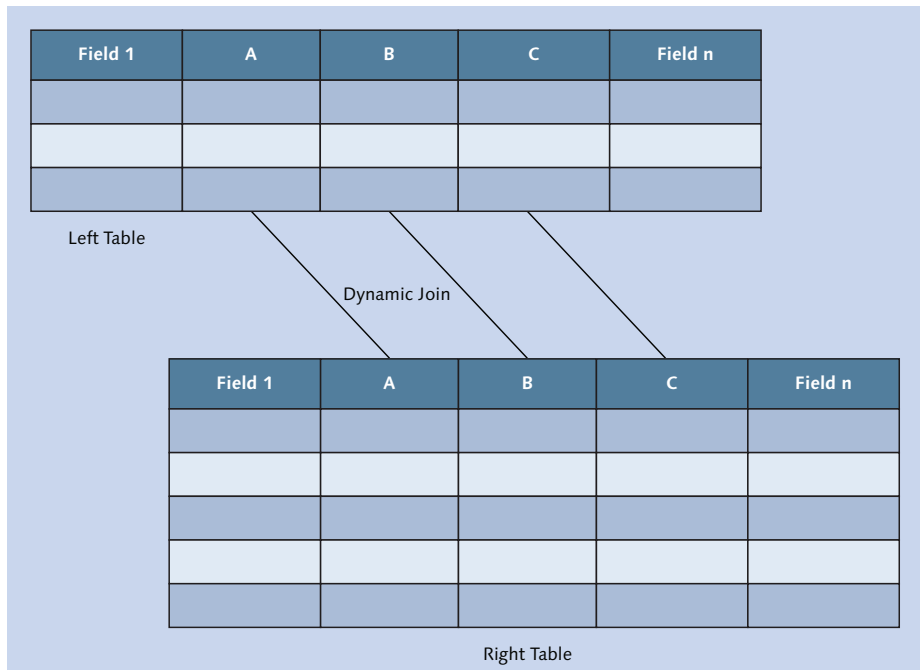 Field 1 A B C Field n
Left Table
Dynamic Join
Field 1 A B C Field n
Right Table